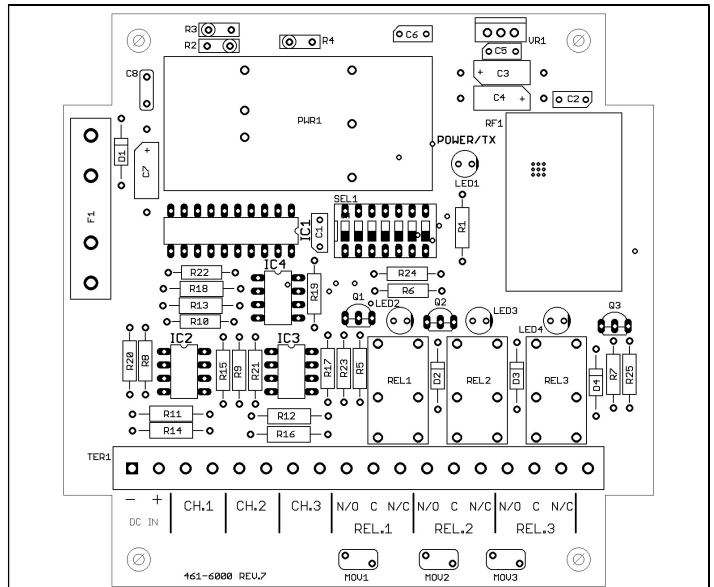 R3
R2
R4
C6
VR1
C5
C3
+
C4
+
C2
C8
PWR1
RF1
POWER/TX
D1
+
C7
LED1
F1
SEL1
IC1
C1
R1
R22
R18
R13
R10
IC4
R19
R24
R6
Q1
LED2
Q2
LED3
LED4
Q3
R20
R8
IC2
R15
R9
R21
IC3
R17
R23
R5
REL1
D2
REL2
D3
REL3
D4
R7
R25
R11
R14
R12
R16
TER1
− + CH.1 CH.2 CH.3 N/O C N/C N/O C N/C N/O C N/C
DC IN REL.1 REL.2 REL.3
461-6000 REV.7
MOV1 MOV2 MOV3